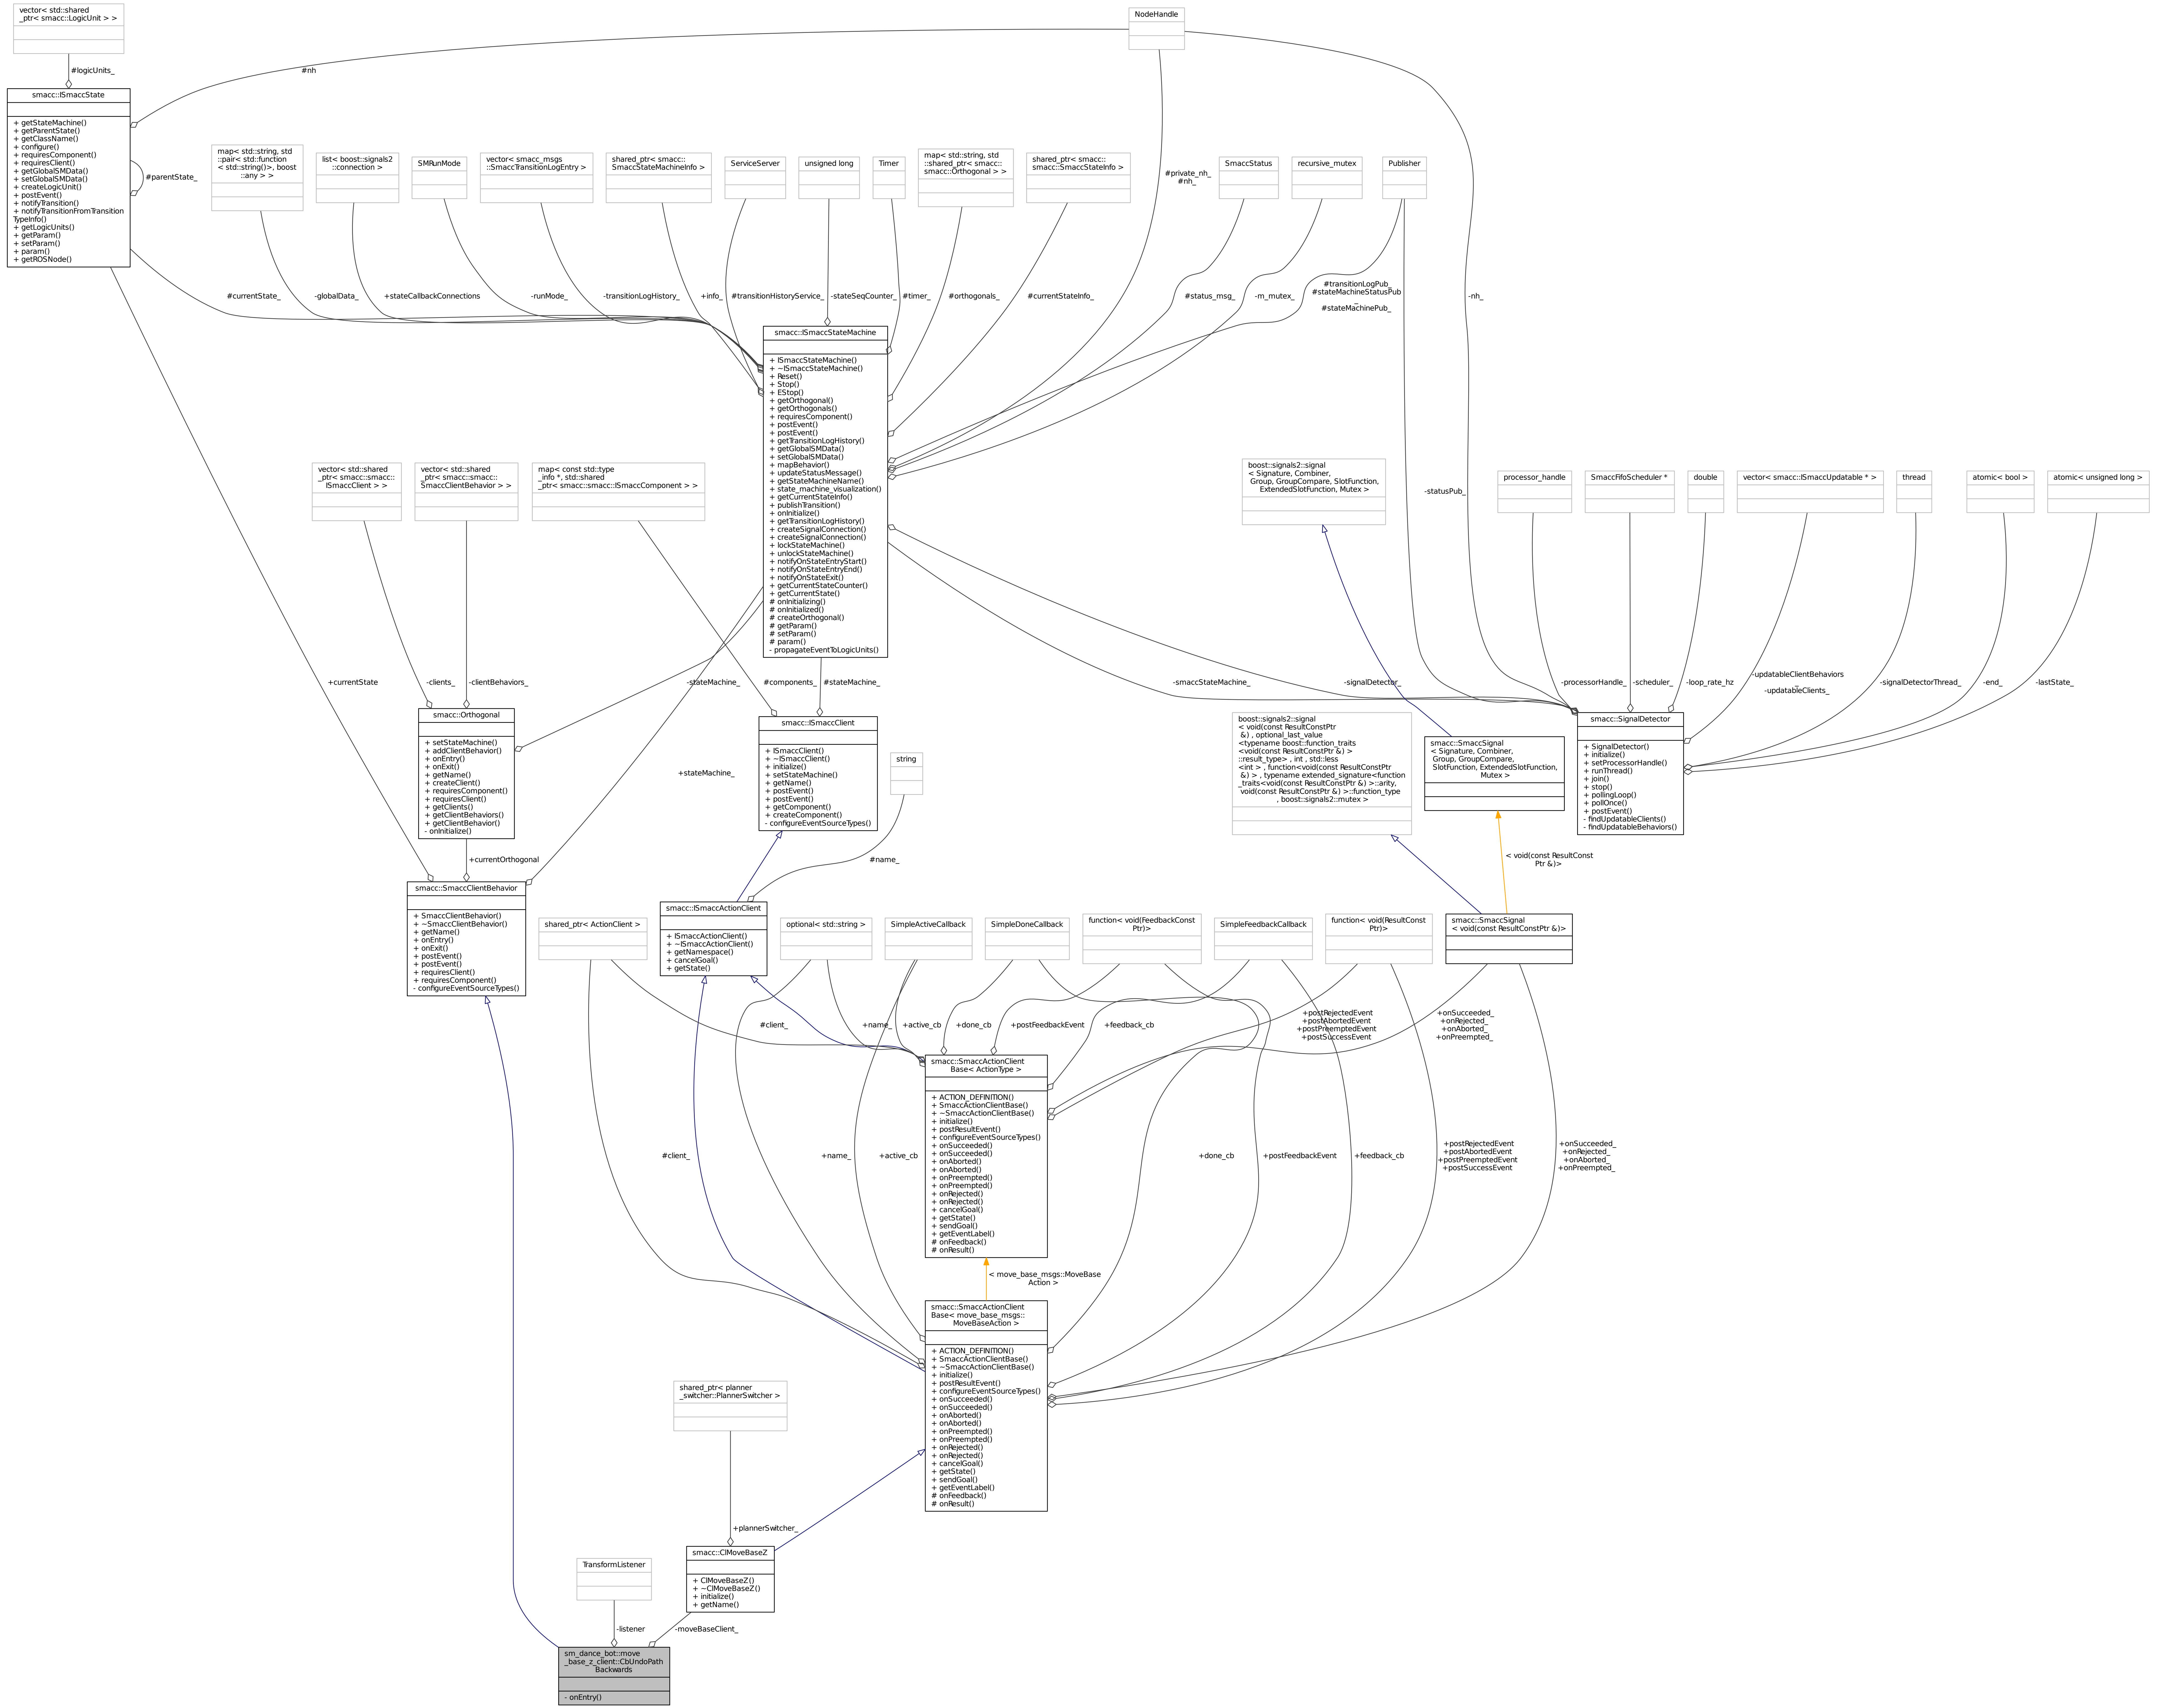 vector< std::shared
_ptr< smacc::LogicUnit > >
NodeHandle
#logicUnits_
#nh
smacc::ISmaccState
+ getStateMachine()
+ getParentState()
+ getClassName()
+ configure()
+ requiresComponent()
+ requiresClient()
+ getGlobalSMData()
+ setGlobalSMData()
+ createLogicUnit()
+ postEvent()
+ notifyTransition()
+ notifyTransitionFromTransition
TypeInfo()
+ getLogicUnits()
+ getParam()
+ setParam()
+ param()
+ getROSNode()
#parentState_
map< std::string, std
::pair< std::function
< std::string()>, boost
::any > >
list< boost::signals2
::connection >
SMRunMode
vector< smacc_msgs
::SmaccTransitionLogEntry >
shared_ptr< smacc::
SmaccStateMachineInfo >
ServiceServer
unsigned long
Timer
map< std::string, std
::shared_ptr< smacc::
smacc::Orthogonal > >
shared_ptr< smacc::
smacc::SmaccStateInfo >
#private_nh_
#nh_
SmaccStatus
recursive_mutex
Publisher
#currentState_
-globalData_
+stateCallbackConnections
-runMode_
-transitionLogHistory_
+info_
#transitionHistoryService_
-stateSeqCounter_
#timer_
#orthogonals_
#currentStateInfo_
#status_msg_
-m_mutex_
#transitionLogPub_
#stateMachineStatusPub
_
#stateMachinePub_
-nh_
smacc::ISmaccStateMachine
+ ISmaccStateMachine()
+ ~ISmaccStateMachine()
+ Reset()
+ Stop()
+ EStop()
+ getOrthogonal()
+ getOrthogonals()
+ requiresComponent()
+ postEvent()
+ postEvent()
+ getTransitionLogHistory()
+ getGlobalSMData()
+ setGlobalSMData()
+ mapBehavior()
+ updateStatusMessage()
+ getStateMachineName()
+ state_machine_visualization()
+ getCurrentStateInfo()
+ publishTransition()
+ onInitialize()
+ getTransitionLogHistory()
+ createSignalConnection()
+ createSignalConnection()
+ lockStateMachine()
+ unlockStateMachine()
+ notifyOnStateEntryStart()
+ notifyOnStateEntryEnd()
+ notifyOnStateExit()
+ getCurrentStateCounter()
+ getCurrentState()
# onInitializing()
# onInitialized()
# createOrthogonal()
# getParam()
# setParam()
# param()
- propagateEventToLogicUnits()
vector< std::shared
_ptr< smacc::smacc::
ISmaccClient > >
vector< std::shared
_ptr< smacc::smacc::
SmaccClientBehavior > >
map< const std::type
_info *, std::shared
_ptr< smacc::smacc::ISmaccComponent > >
boost::signals2::signal
< Signature, Combiner,
Group, GroupCompare, SlotFunction,
ExtendedSlotFunction, Mutex >
-statusPub_
processor_handle
SmaccFifoScheduler *
double
vector< smacc::ISmaccUpdatable * >
thread
atomic< bool >
atomic< unsigned long >
+currentState
-clients_
-clientBehaviors_
-stateMachine_
#components_
#stateMachine_
-smaccStateMachine_
-signalDetector_
-processorHandle_
-scheduler_
-loop_rate_hz
-updatableClientBehaviors
_
-updatableClients_
-signalDetectorThread_
-end_
-lastState_
smacc::Orthogonal
+ setStateMachine()
+ addClientBehavior()
+ onEntry()
+ onExit()
+ getName()
+ createClient()
+ requiresComponent()
+ requiresClient()
+ getClients()
+ getClientBehaviors()
+ getClientBehavior()
- onInitialize()
+stateMachine_
smacc::ISmaccClient
+ ISmaccClient()
+ ~ISmaccClient()
+ initialize()
+ setStateMachine()
+ getName()
+ postEvent()
+ postEvent()
+ getComponent()
+ createComponent()
- configureEventSourceTypes()
string
boost::signals2::signal
< void(const ResultConstPtr
&) , optional_last_value
<typename boost::function_traits
<void(const ResultConstPtr &) >
::result_type> , int , std::less
<int > , function<void(const ResultConstPtr
&) > , typename extended_signature<function
_traits<void(const ResultConstPtr &) >::arity,
void(const ResultConstPtr &) >::function_type
, boost::signals2::mutex >
smacc::SmaccSignal
< Signature, Combiner,
Group, GroupCompare,
SlotFunction, ExtendedSlotFunction,
Mutex >
smacc::SignalDetector
+ SignalDetector()
+ initialize()
+ setProcessorHandle()
+ runThread()
+ join()
+ stop()
+ pollingLoop()
+ pollOnce()
+ postEvent()
- findUpdatableClients()
- findUpdatableBehaviors()
+currentOrthogonal
#name_
< void(const ResultConst
Ptr &)>
smacc::SmaccClientBehavior
+ SmaccClientBehavior()
+ ~SmaccClientBehavior()
+ getName()
+ onEntry()
+ onExit()
+ postEvent()
+ postEvent()
+ requiresClient()
+ requiresComponent()
- configureEventSourceTypes()
shared_ptr< ActionClient >
smacc::ISmaccActionClient
+ ISmaccActionClient()
+ ~ISmaccActionClient()
+ getNamespace()
+ cancelGoal()
+ getState()
optional< std::string >
SimpleActiveCallback
SimpleDoneCallback
function< void(FeedbackConst
Ptr)>
SimpleFeedbackCallback
function< void(ResultConst
Ptr)>
smacc::SmaccSignal
< void(const ResultConstPtr &)>
#client_
+name_
+active_cb
+done_cb
+postFeedbackEvent
+feedback_cb
+postRejectedEvent
+postAbortedEvent
+postPreemptedEvent
+postSuccessEvent
+onSucceeded_
+onRejected_
+onAborted_
+onPreempted_
smacc::SmaccActionClient
Base< ActionType >
+ ACTION_DEFINITION()
+ SmaccActionClientBase()
+ ~SmaccActionClientBase()
+ initialize()
+ postResultEvent()
+ configureEventSourceTypes()
+ onSucceeded()
+ onSucceeded()
+ onAborted()
+ onAborted()
+ onPreempted()
+ onPreempted()
+ onRejected()
+ onRejected()
+ cancelGoal()
+ getState()
+ sendGoal()
+ getEventLabel()
# onFeedback()
# onResult()
#client_
+name_
+active_cb
+done_cb
+postFeedbackEvent
+feedback_cb
+postRejectedEvent
+postAbortedEvent
+postPreemptedEvent
+postSuccessEvent
+onSucceeded_
+onRejected_
+onAborted_
+onPreempted_
< move_base_msgs::MoveBase
Action >
smacc::SmaccActionClient
Base< move_base_msgs::
MoveBaseAction >
+ ACTION_DEFINITION()
+ SmaccActionClientBase()
+ ~SmaccActionClientBase()
+ initialize()
+ postResultEvent()
+ configureEventSourceTypes()
+ onSucceeded()
+ onSucceeded()
+ onAborted()
+ onAborted()
+ onPreempted()
+ onPreempted()
+ onRejected()
+ onRejected()
+ cancelGoal()
+ getState()
+ sendGoal()
+ getEventLabel()
# onFeedback()
# onResult()
shared_ptr< planner
_switcher::PlannerSwitcher >
+plannerSwitcher_
TransformListener
smacc::ClMoveBaseZ
+ ClMoveBaseZ()
+ ~ClMoveBaseZ()
+ initialize()
+ getName()
-listener
-moveBaseClient_
sm_dance_bot::move
_base_z_client::CbUndoPath
Backwards
- onEntry()